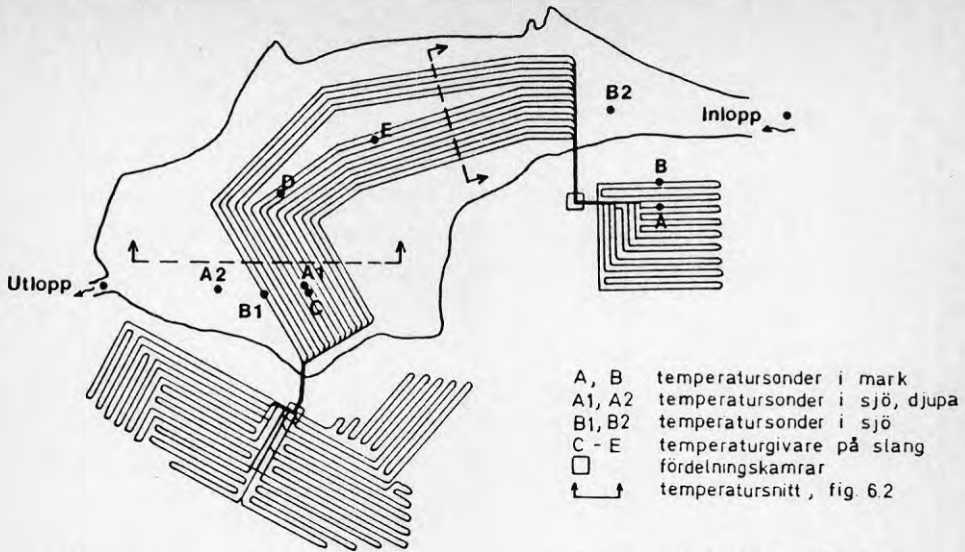 B2
Inlopp
E
B
D
A
A2
A1
Utlopp
B1
C
A, B temperatursonder i mark
A1, A2 temperatursonder i sjö, djupa
B1, B2 temperatursonder i sjö
C - E temperaturgivare på slang
fördelningskamrar
temperatursnitt, fig. 6.2